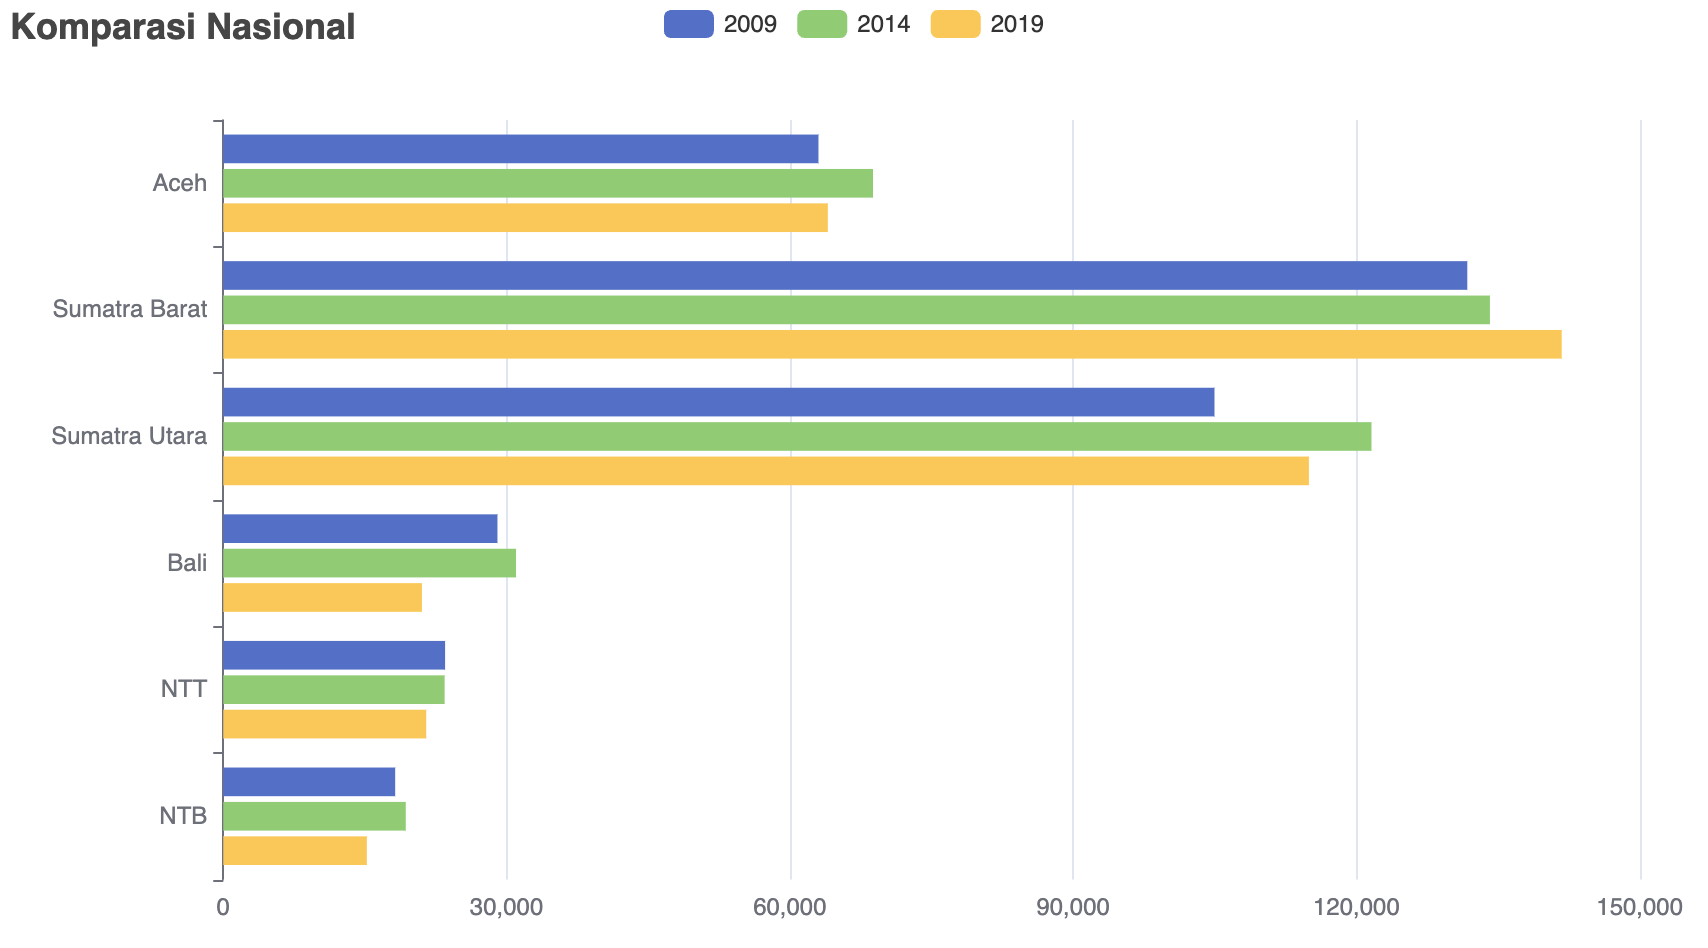 Komparasi Nasional
2009 2014 2019
Aceh
Sumatra Barat
Sumatra Utara
Bali
NTT
NTB
0 30,000 60,000 90,000 120,000 150,000